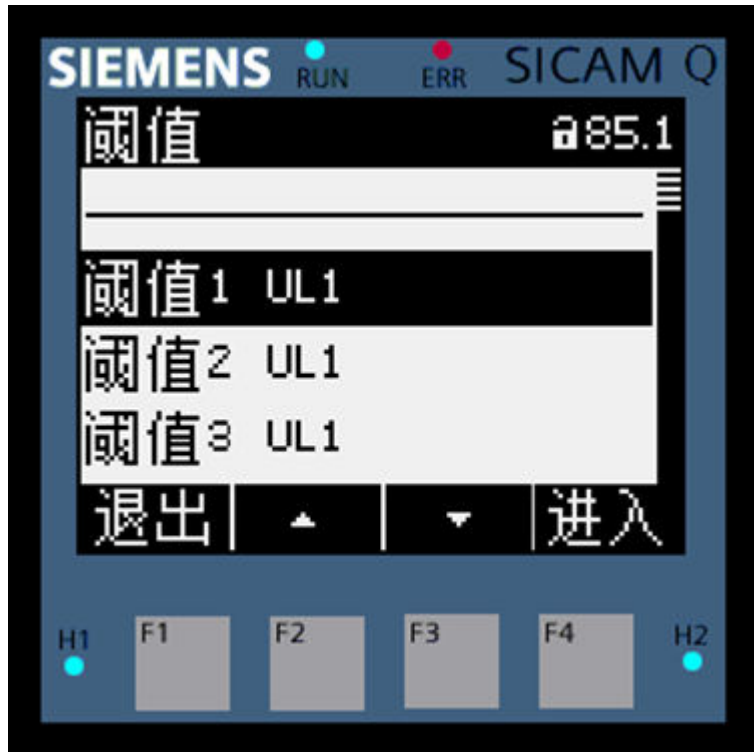 SIEMENS RUN ERR SICAM Q
阈值 85.1
阈值1 UL1
阈值2 UL1
阈值3 UL1
退出 进入
H1 F1 F2 F3 F4 H2